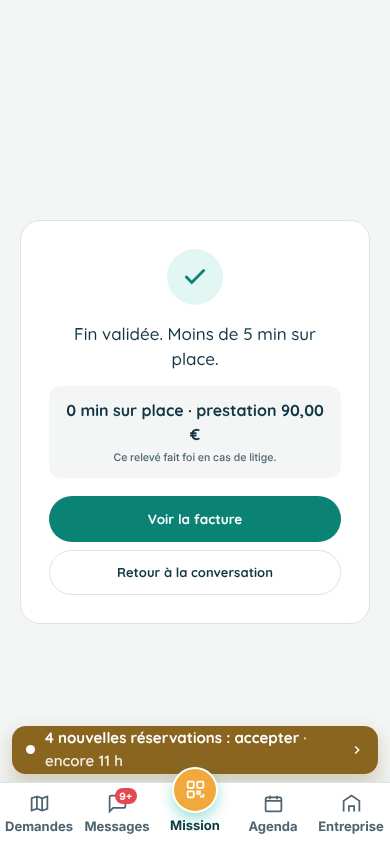 Fin validée. Moins de 5 min sur
place.
0 min sur place · prestation 90,00
€
Ce relevé fait foi en cas de litige.
Voir la facture
Retour à la conversation
4 nouvelles réservations : accepter ·
encore 11 h
9+
Demandes
Messages
Mission
Agenda
Entreprise